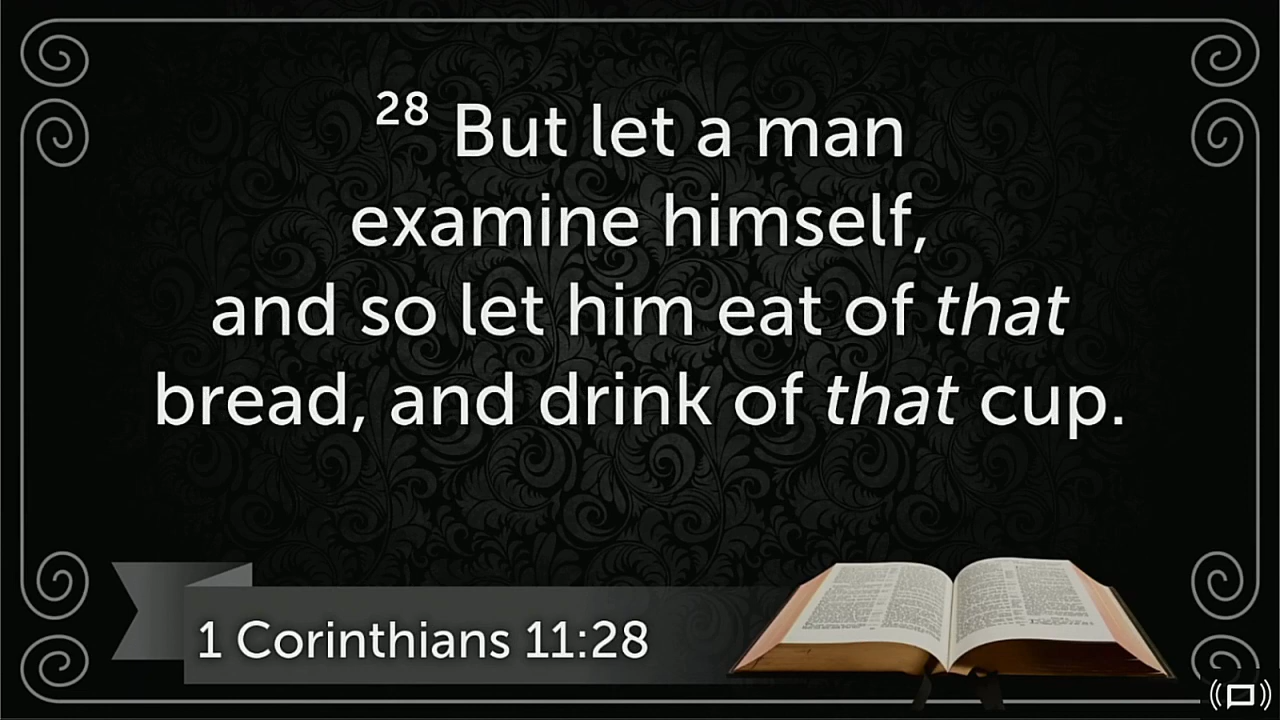 28 But let a man
examine himself,
and so let him eat of that
bread, and drink of that cup.
1 Corinthians 11:28